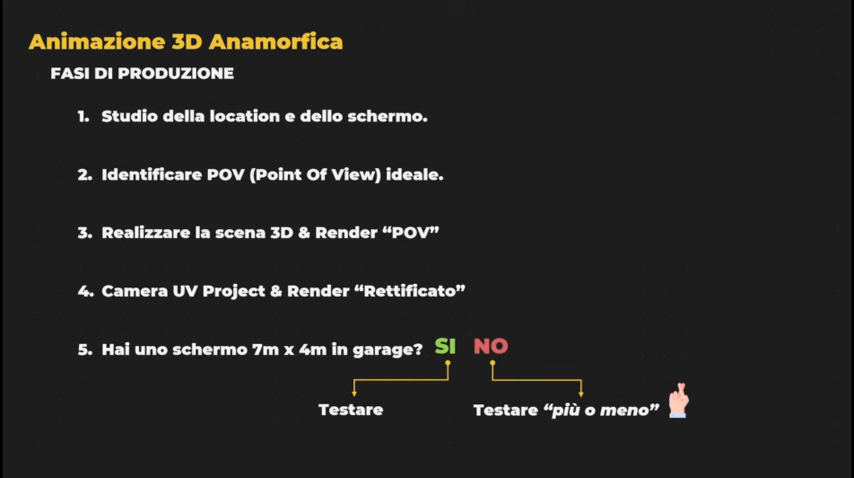 Animazione 3D Anamorfica
FASI DI PRODUZIONE
1. Studio della location e dello schermo.
2. Identificare POV (Point Of View) ideale.
3. Realizzare la scena 3D & Render “POV”
4. Camera UV Project & Render “Rettificato”
5. Hai uno schermo 7m x 4m in garage? SI NO
Testare Testare “più o meno”